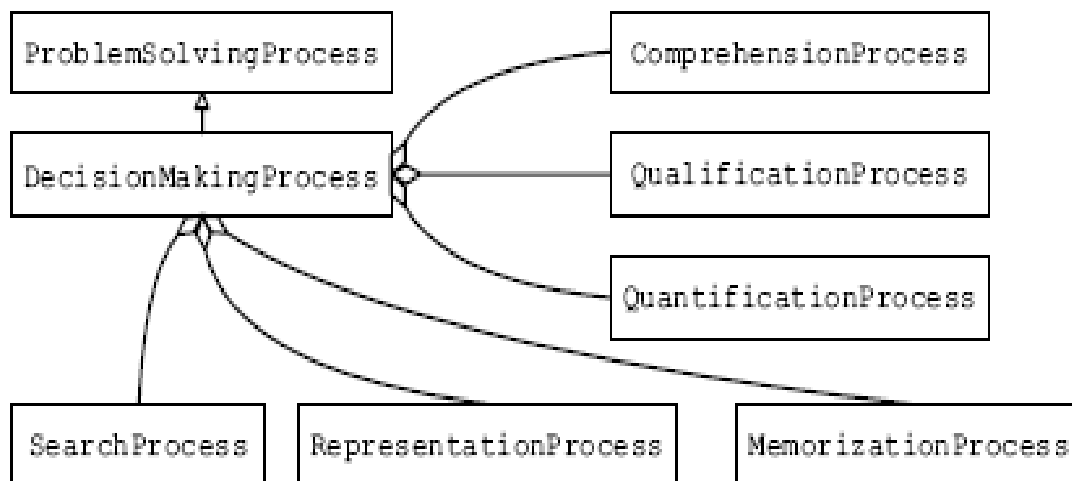 ProblemSolvingProcess
ComprehensionProcess
DecisionMakingProcess
QualificationProcess
QuantificationProcess
SearchProcess
RepresentationProcess
MemorizationProcess